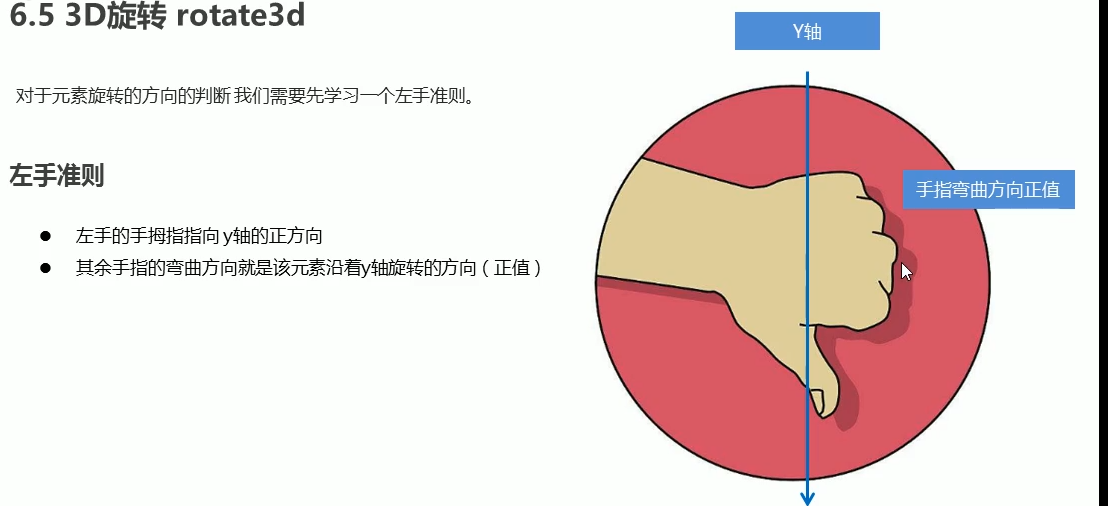 6.5 3D旋转 rotate3d
Y轴
对于元素旋转的方向的判断 我们需要先学习一个左手准则。
左手准则
手指弯曲方向正值
● 左手的手拇指指向 y轴的正方向
● 其余手指的弯曲方向就是该元素沿着y轴旋转的方向（正值）